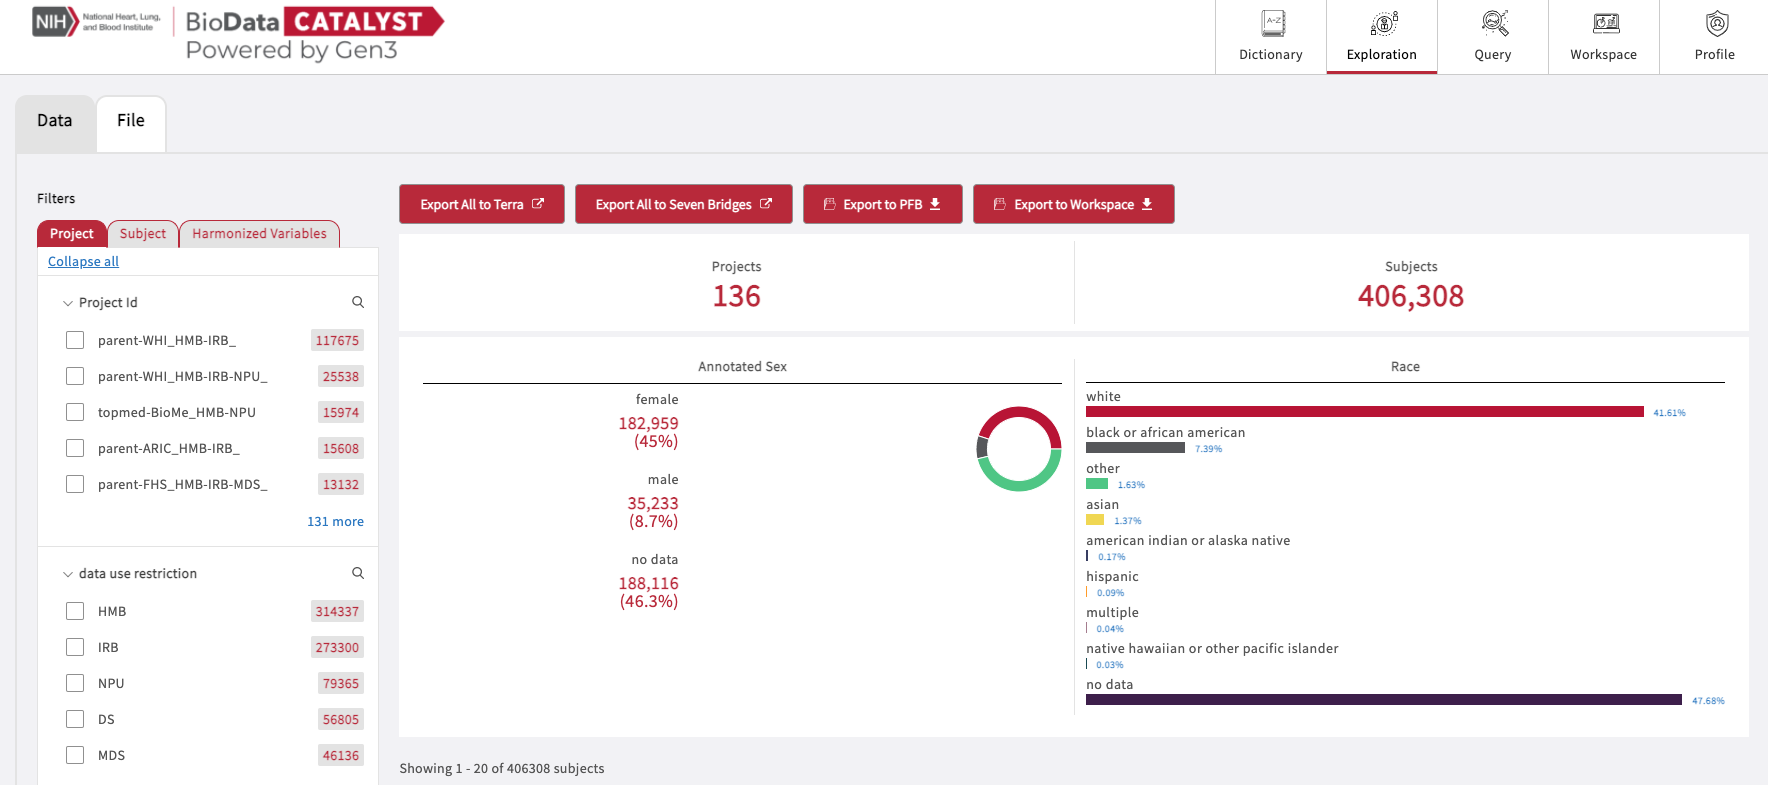 NIH National Heart, Lung, and Blood Institute
BioData CATALYST
Powered by Gen3
A-Z
Dictionary
Exploration
Query
Workspace
Profile
Data
File
Filters
Project
Subject
Harmonized Variables
Collapse all
Project Id
parent-WHI_HMB-IRB_ 117675
parent-WHI_HMB-IRB-NPU_ 25538
topmed-BioMe_HMB-NPU 15974
parent-ARIC_HMB-IRB_ 15608
parent-FHS_HMB-IRB-MDS_ 13132
131 more
data use restriction
HMB 314337
IRB 273300
NPU 79365
DS 56805
MDS 46136
Export All to Terra
Export All to Seven Bridges
Export to PFB
Export to Workspace
Projects
136
Subjects
406,308
Annotated Sex
female
182,959
(45%)
male
35,233
(8.7%)
no data
188,116
(46.3%)
Race
white
41.61%
black or african american
7.39%
other
1.63%
asian
1.37%
american indian or alaska native
0.17%
hispanic
0.09%
multiple
0.04%
native hawaiian or other pacific islander
0.03%
no data
47.68%
Showing 1 - 20 of 406308 subjects